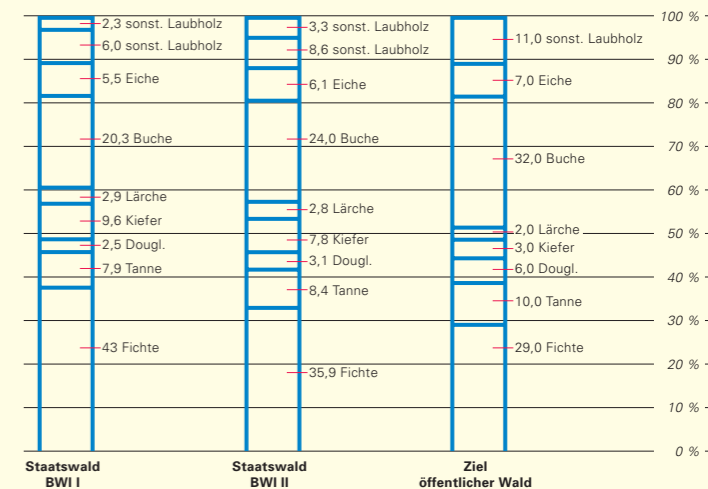 2,3 sonst. Laubholz
6,0 sonst. Laubholz
5,5 Eiche
20,3 Buche
2,9 Lärche
9,6 Kiefer
2,5 Dougl.
7,9 Tanne
43 Fichte
Staatswald
BWI I
3,3 sonst. Laubholz
8,6 sonst. Laubholz
6,1 Eiche
24,0 Buche
2,8 Lärche
7,8 Kiefer
3,1 Dougl.
8,4 Tanne
35,9 Fichte
Staatswald
BWI II
11,0 sonst. Laubholz
7,0 Eiche
32,0 Buche
2,0 Lärche
3,0 Kiefer
6,0 Dougl.
10,0 Tanne
29,0 Fichte
Ziel
öffentlicher Wald
100 %
90 %
80 %
70 %
60 %
50 %
40 %
30 %
20 %
10 %
0 %